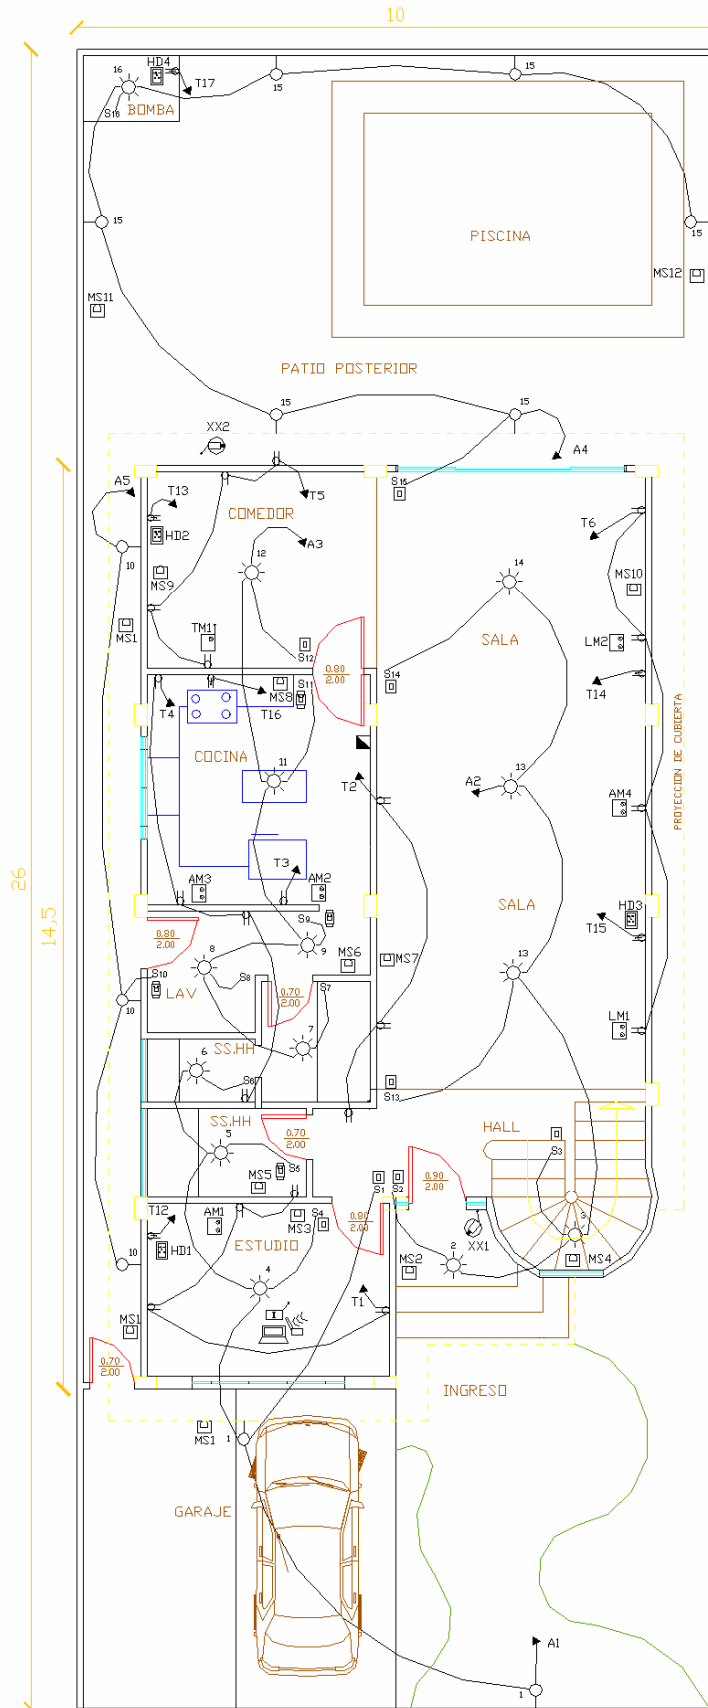 10
HD4
16
T17
15
15
S16
BOMBA
15
15
PISCINA
MS12
MS11
PATIO POSTERIOR
15
15
XX2
A4
A5
T13
T5
S15
COMEDOR
T6
HD2
A3
10
12
14
MS9
MS10
MS1
TM1
SALA
LM2
S12
0.80
2.00
S14
T14
T4
MS8
S11
T16
COCINA
11
T2
A2
13
AM4
PROYECCION DE CUBIERTA
T3
26
14,5
AM3
AM2
SALA
HD3
T15
S9
0.80
2.00
9
8
MS6
MS7
13
S10
S8
LAV
0.70
2.00
S7
10
LM1
SS.HH
7
6
S6
S13
SS.HH
0.70
2.00
HALL
5
S5
S3
MS5
0.90
2.00
S1
S2
T12
AM1
MS3
S4
0.80
2.00
XX1
3
HD1
ESTUDIO
10
2
MS2
MS4
4
T1
MS1
0.70
2.00
INGRESO
MS1
1
GARAJE
A1
1